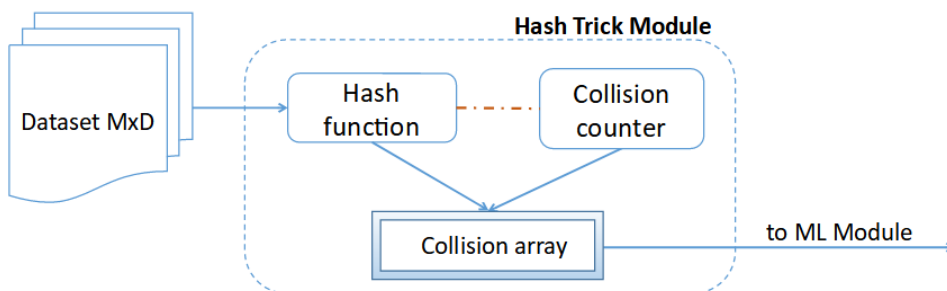 Hash Trick Module
Dataset MxD
Hash
function
Collision
counter
Collision array
to ML Module